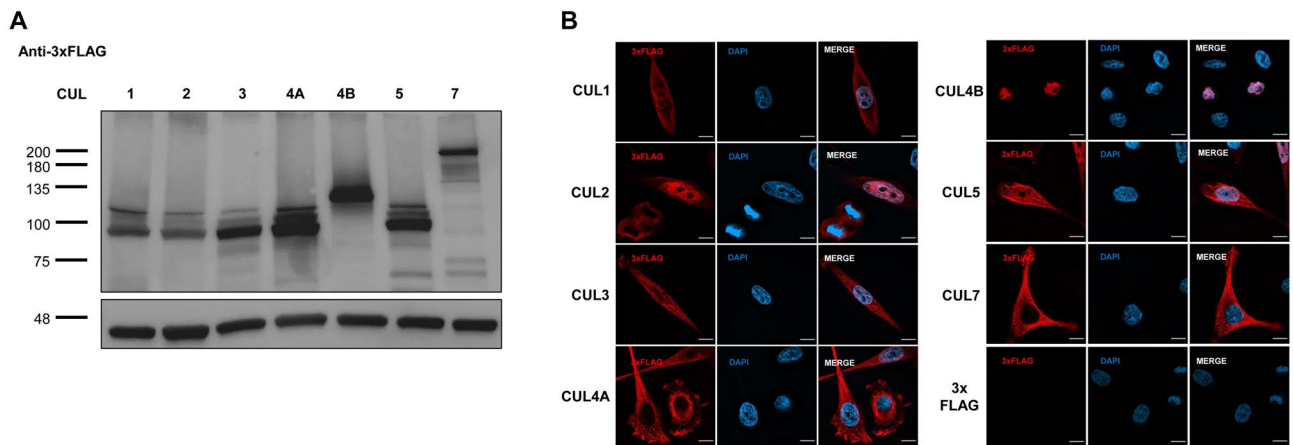 A
Anti-3xFLAG
CUL 1 2 3 4A 4B 5 7
200
180
135
100
75
48
B
CUL1 3xFLAG DAPI MERGE
CUL2 3xFLAG DAPI MERGE
CUL3 3xFLAG DAPI MERGE
CUL4A 3xFLAG DAPI MERGE
CUL4B 3xFLAG DAPI MERGE
CUL5 3xFLAG DAPI MERGE
CUL7 3xFLAG DAPI MERGE
3xFLAG DAPI MERGE
3x
FLAG